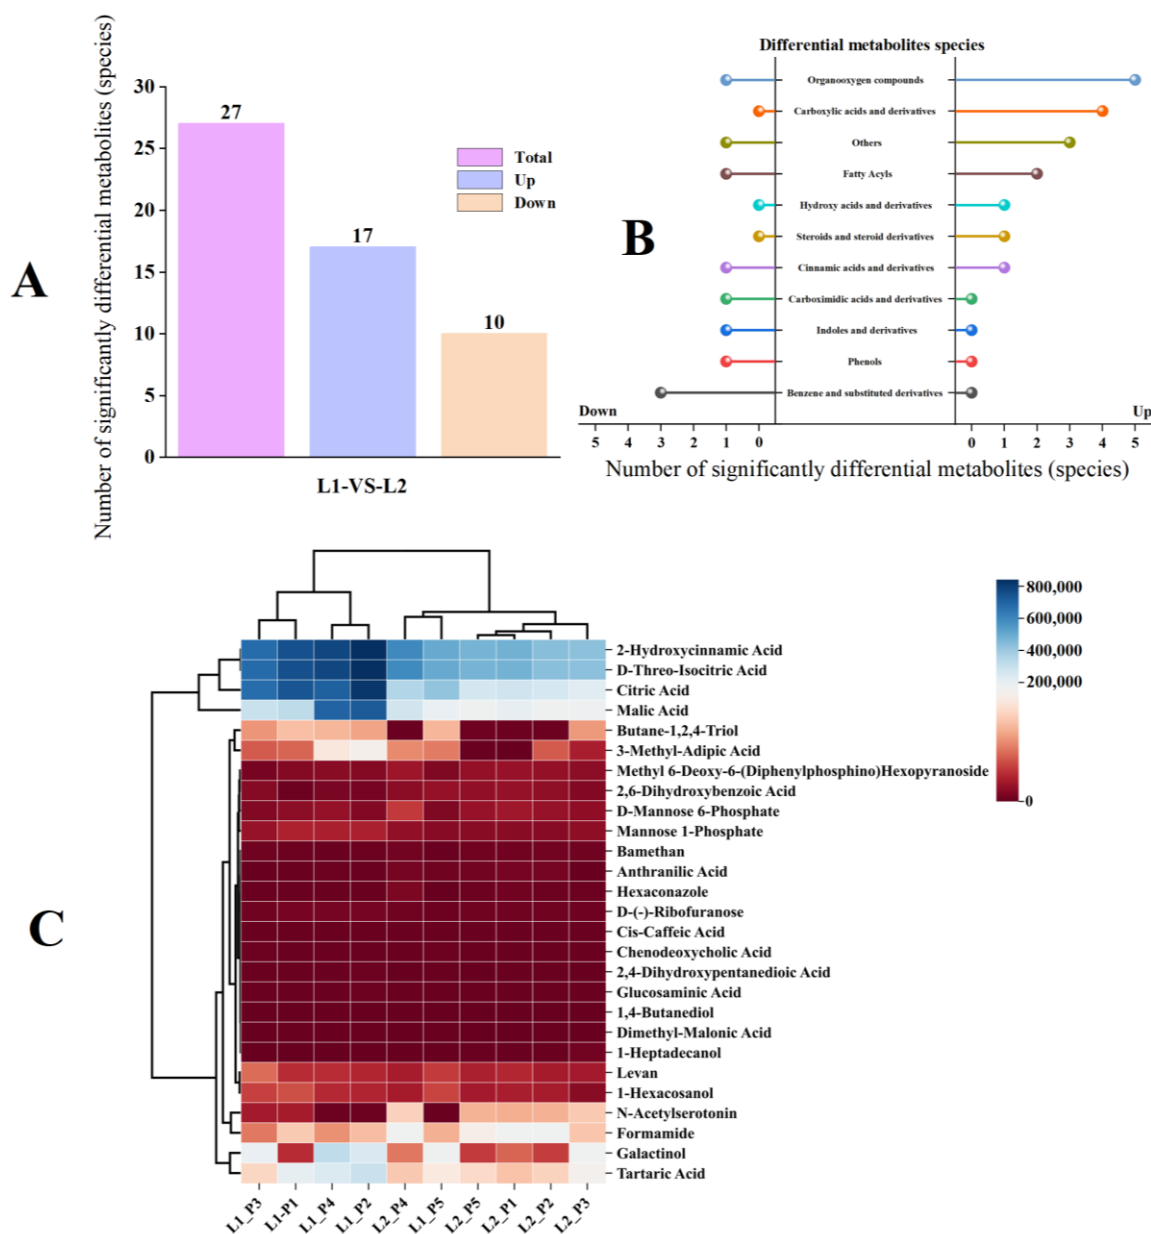 A
Number of significantly differential metabolites (species)
30
25
20
15
10
5
0
27
17
10
Total
Up
Down
L1-VS-L2
B
Differential metabolites species
Organooxygen compounds
Carboxylic acids and derivatives
Others
Fatty Acyls
Hydroxy acids and derivatives
Steroids and steroid derivatives
Cinnamic acids and derivatives
Carboximidic acids and derivatives
Indoles and derivatives
Phenols
Benzene and substituted derivatives
Down
Up
5 4 3 2 1 0 0 1 2 3 4 5
Number of significantly differential metabolites (species)
C
800,000
600,000
400,000
200,000
0
2-Hydroxycinnamic Acid
D-Threo-Isocitric Acid
Citric Acid
Malic Acid
Butane-1,2,4-Triol
3-Methyl-Adipic Acid
Methyl 6-Deoxy-6-(Diphenylphosphino)Hexopyranoside
2,6-Dihydroxybenzoic Acid
D-Mannose 6-Phosphate
Mannose 1-Phosphate
Bamethan
Anthranilic Acid
Hexaconazole
D-(-)-Ribofuranose
Cis-Caffeic Acid
Chenodeoxycholic Acid
2,4-Dihydroxypentanedioic Acid
Glucosaminic Acid
1,4-Butanediol
Dimethyl-Malonic Acid
1-Heptadecanol
Levan
1-Hexacosanol
N-Acetylserotonin
Formamide
Galactinol
Tartaric Acid
L1_P3
L1-P1
L1_P4
L1_P2
L2_P4
L1_P5
L2_P5
L2_P1
L2_P2
L2_P3